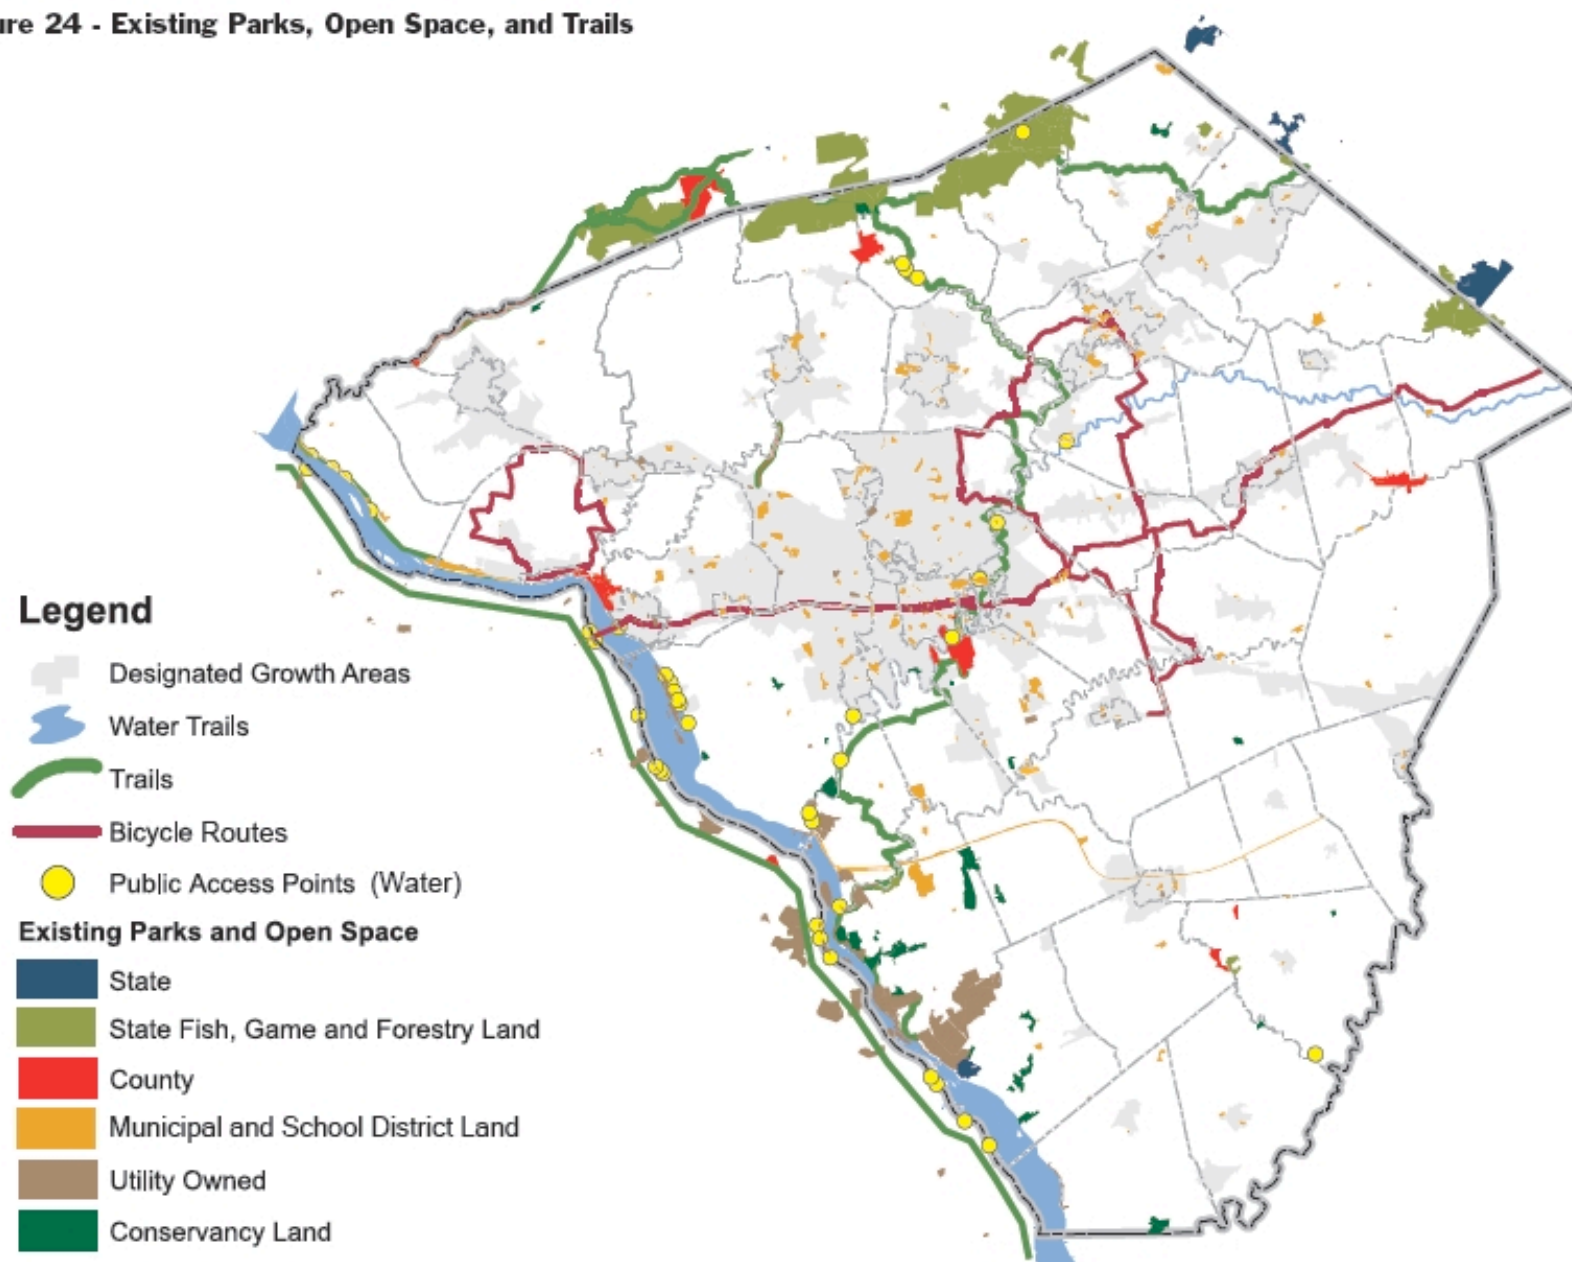 ure 24 - Existing Parks, Open Space, and Trails
Legend
Designated Growth Areas
Water Trails
Trails
Bicycle Routes
Public Access Points (Water)
Existing Parks and Open Space
State
State Fish, Game and Forestry Land
County
Municipal and School District Land
Utility Owned
Conservancy Land